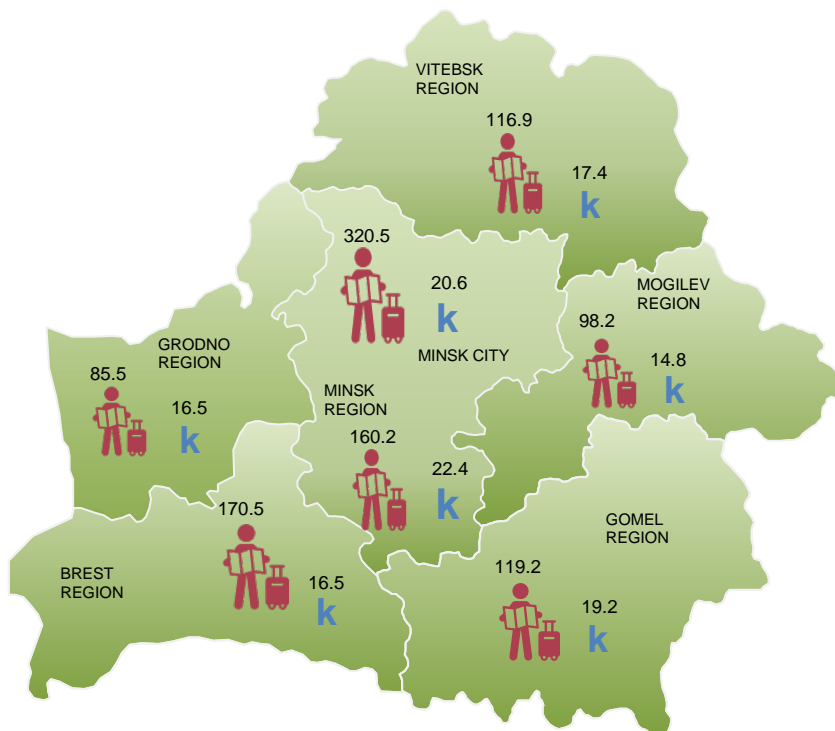 VITEBSK
REGION
116.9
17.4
k
320.5
20.6
k
MINSK CITY
MOGILEV
REGION
98.2
14.8
k
GRODNO
REGION
85.5
16.5
k
MINSK
REGION
160.2
22.4
k
170.5
BREST
REGION
16.5
k
GOMEL
REGION
119.2
19.2
k